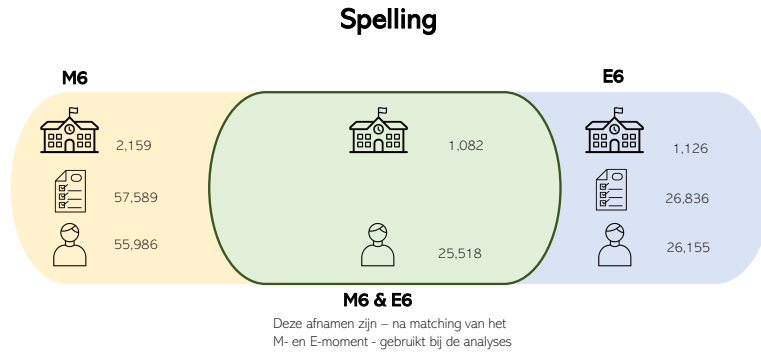 Spelling
M6
E6
2,159
1,082
1,126
57,589
26,836
55,986
25,518
26,155
M6 & E6
Deze afnamen zijn – na matching van het
M- en E-moment - gebruikt bij de analyses